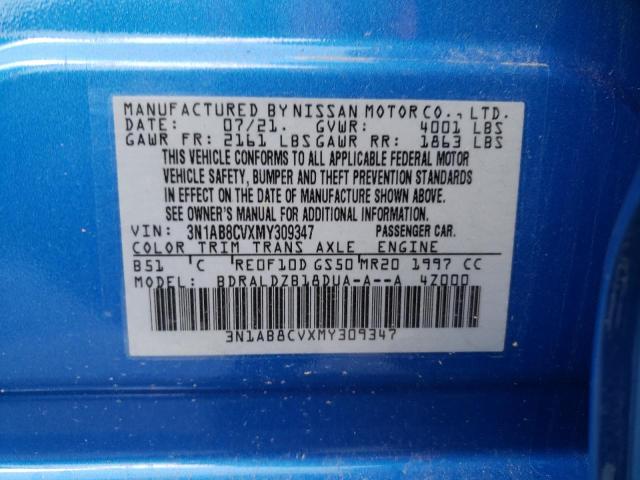 MANUFACTURED BY NISSAN MOTOR CO., LTD.
DATE: 07/21. GVWR: 4001 LBS
GAWR FR: 2161 LBS GAWR RR: 1863 LBS
THIS VEHICLE CONFORMS TO ALL APPLICABLE FEDERAL MOTOR
VEHICLE SAFETY, BUMPER AND THEFT PREVENTION STANDARDS
IN EFFECT ON THE DATE OF MANUFACTURE SHOWN ABOVE.
SEE OWNER'S MANUAL FOR ADDITIONAL INFORMATION.
VIN: 3N1AB8CVXMY309347 PASSENGER CAR.
COLOR TRIM TRANS AXLE ENGINE
B51 C RE0F10D GS50 MR20 1997 CC
MODEL: BDRALDZB18DUA-A--A 4Z000
3N1AB8CVXMY309347